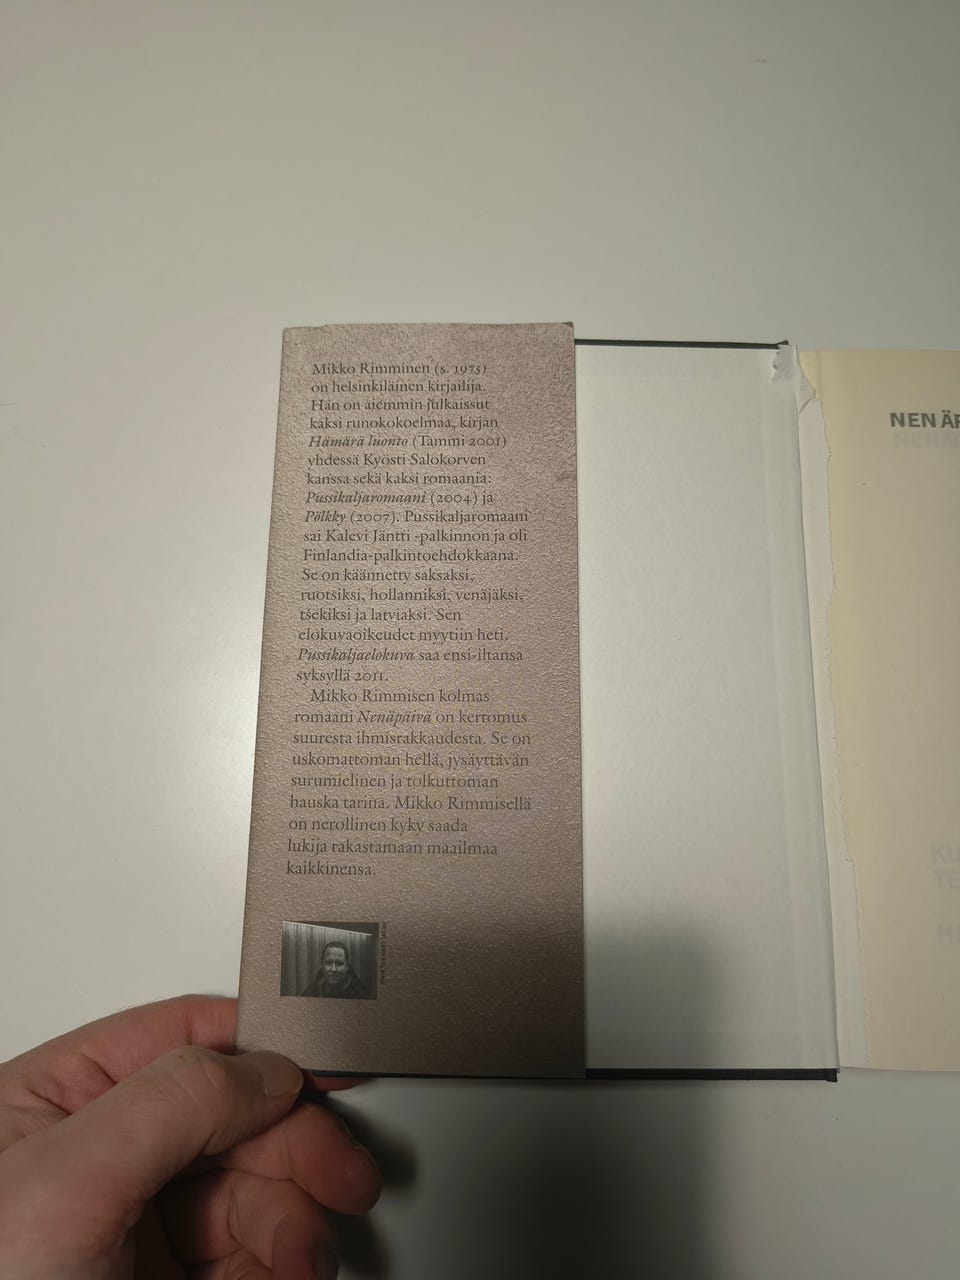 Mikko Rimminen (s. 1975)
on helsinkiläinen kirjailija.
Hän on aiemmin julkaissut
kaksi runokokoelmaa, kirjan
Hämärä luonto (Tammi 2001)
yhdessä Kyösti Salokorven
kanssa sekä kaksi romaania:
Pussikaljaromaani (2004) ja
Pölkky (2007). Pussikaljaromaani
sai Kalevi Jäntti -palkinnon ja oli
Finlandia-palkintoehdokkaana.
Se on käännetty saksaksi,
ruotsiksi, hollanniksi, venäjäksi,
tšekiksi ja latviaksi. Sen
elokuvaoikeudet myytiin heti.
Pussikaljaelokuva saa ensi-iltansa
syksyllä 2011.
Mikko Rimmisen kolmas
romaani Nenäpäivä on kertomus
suuresta ihmisrakkaudesta. Se on
uskomattoman hellä, jysäyttävän
surumielinen ja tolkuttoman
hauska tarina. Mikko Rimmisellä
on nerollinen kyky saada
lukija rakastamaan maailmaa
kaikkinensa.
NENÄP